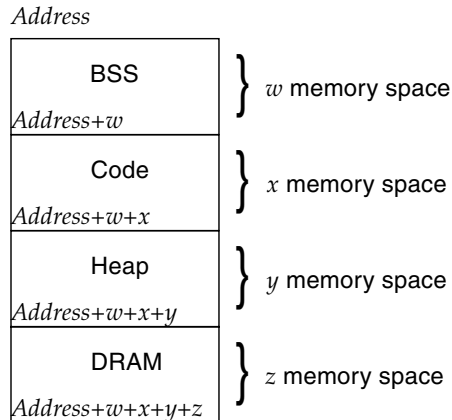 Address
BSS
} w memory space
Address+w
Code
} x memory space
Address+w+x
Heap
} y memory space
Address+w+x+y
DRAM
} z memory space
Address+w+x+y+z